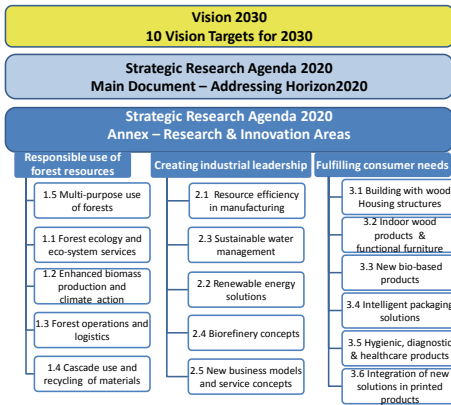 Vision 2030
10 Vision Targets for 2030
Strategic Research Agenda 2020
Main Document – Addressing Horizon2020
Strategic Research Agenda 2020
Annex – Research & Innovation Areas
Responsible use of
forest resources
1.5 Multi-purpose use
of forests
1.1 Forest ecology and
eco-system services
1.2 Enhanced biomass
production and
climate action
1.3 Forest operations and
logistics
1.4 Cascade use and
recycling of materials
Creating industrial leadership
2.1 Resource efficiency
in manufacturing
2.3 Sustainable water
management
2.2 Renewable energy
solutions
2.4 Biorefinery concepts
2.5 New business models
and service concepts
Fulfilling consumer needs
3.1 Building with wood
Housing structures
3.2 Indoor wood
products &
functional furniture
3.3 New bio-based
products
3.4 Intelligent packaging
solutions
3.5 Hygienic, diagnostic
& healthcare products
3.6 Integration of new
solutions in printed
products